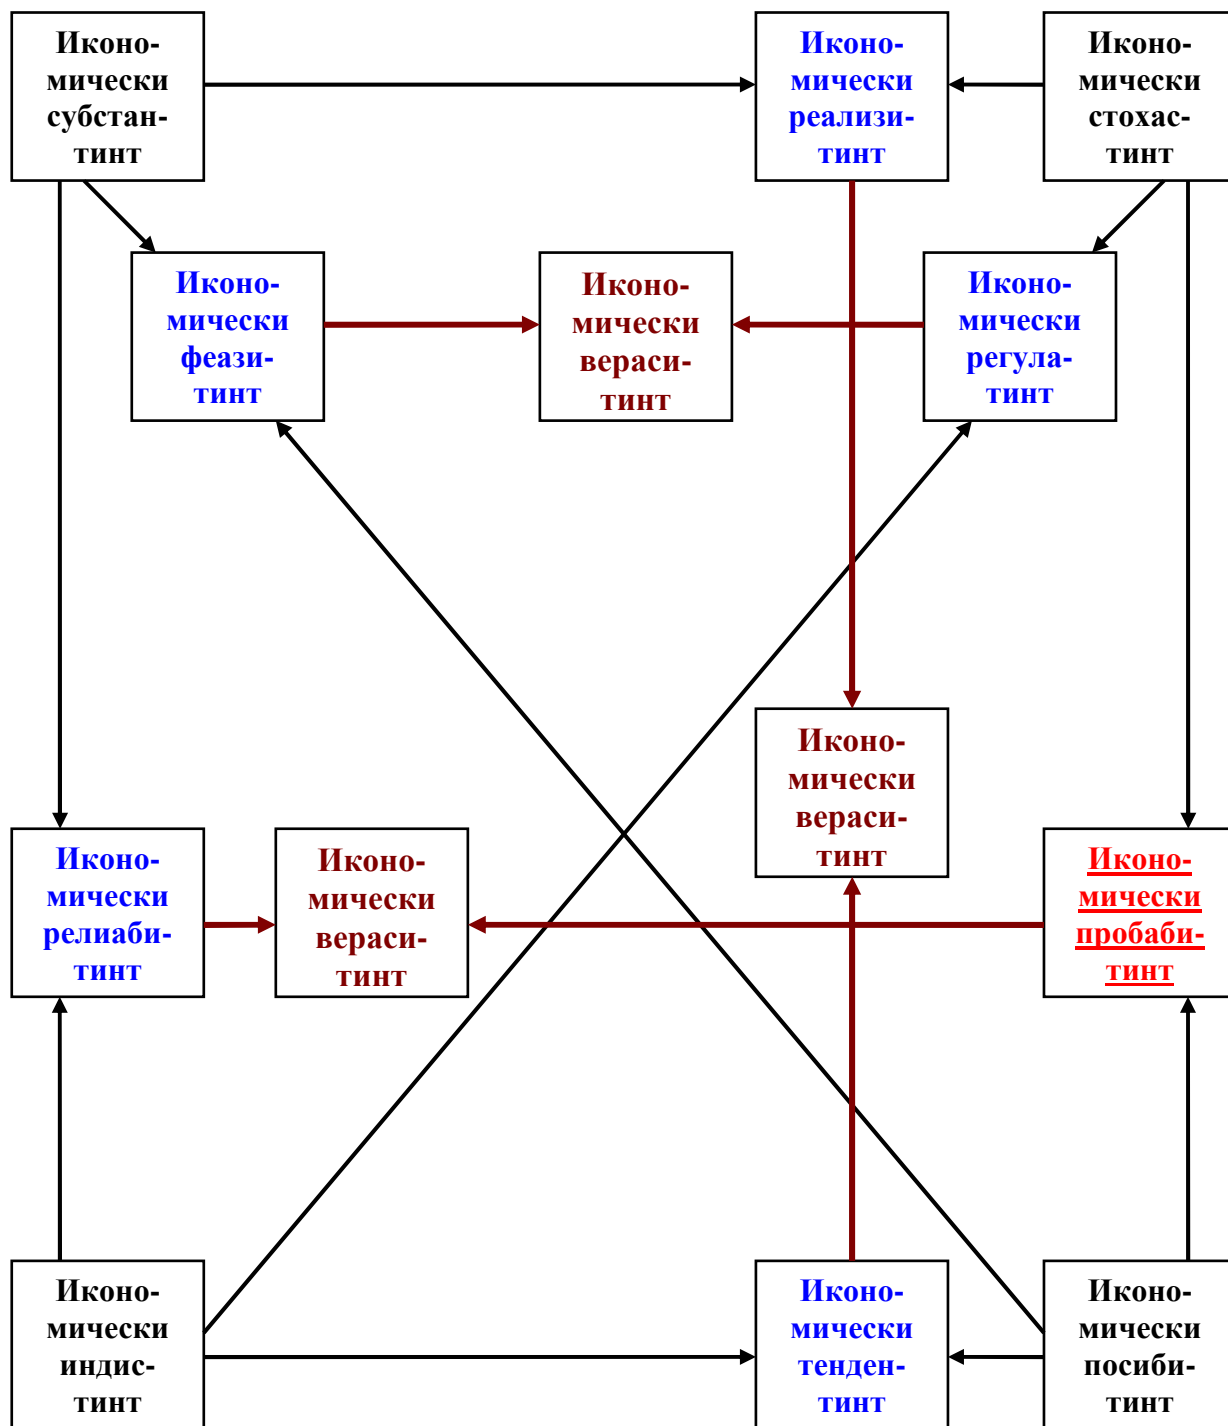 Иконо-
мически
субстан-
тинт
Иконо-
мически
реализи-
тинт
Иконо-
мически
стохас-
тинт
Иконо-
мически
феази-
тинт
Иконо-
мически
вераси-
тинт
Иконо-
мически
регула-
тинт
Иконо-
мически
вераси-
тинт
Иконо-
мически
релиаби-
тинт
Иконо-
мически
вераси-
тинт
Иконо-
мически
пробаби-
тинт
Иконо-
мически
индис-
тинт
Иконо-
мически
тенден-
тинт
Иконо-
мически
посиби-
тинт